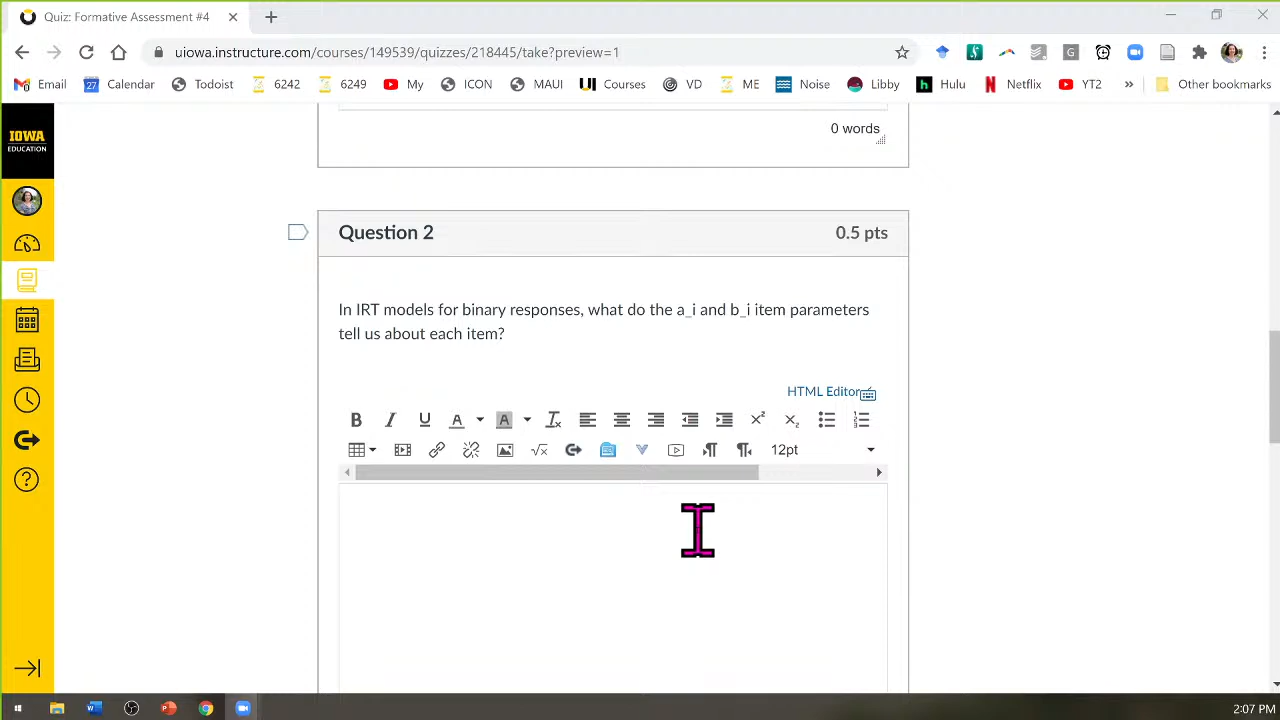 Quiz: Formative Assessment #4
uiowa.instructure.com/courses/149539/quizzes/218445/take?preview=1
Email 27 Calendar Todoist 6242 6249 My ICON MAUI UI Courses VD ME Noise Libby h Hulu N Netflix YT2 » Other bookmarks
IOWA
EDUCATION
0 words
Question 2
0.5 pts
In IRT models for binary responses, what do the a_i and b_i item parameters
tell us about each item?
HTML Editor
B I U A A
12pt
2:07 PM